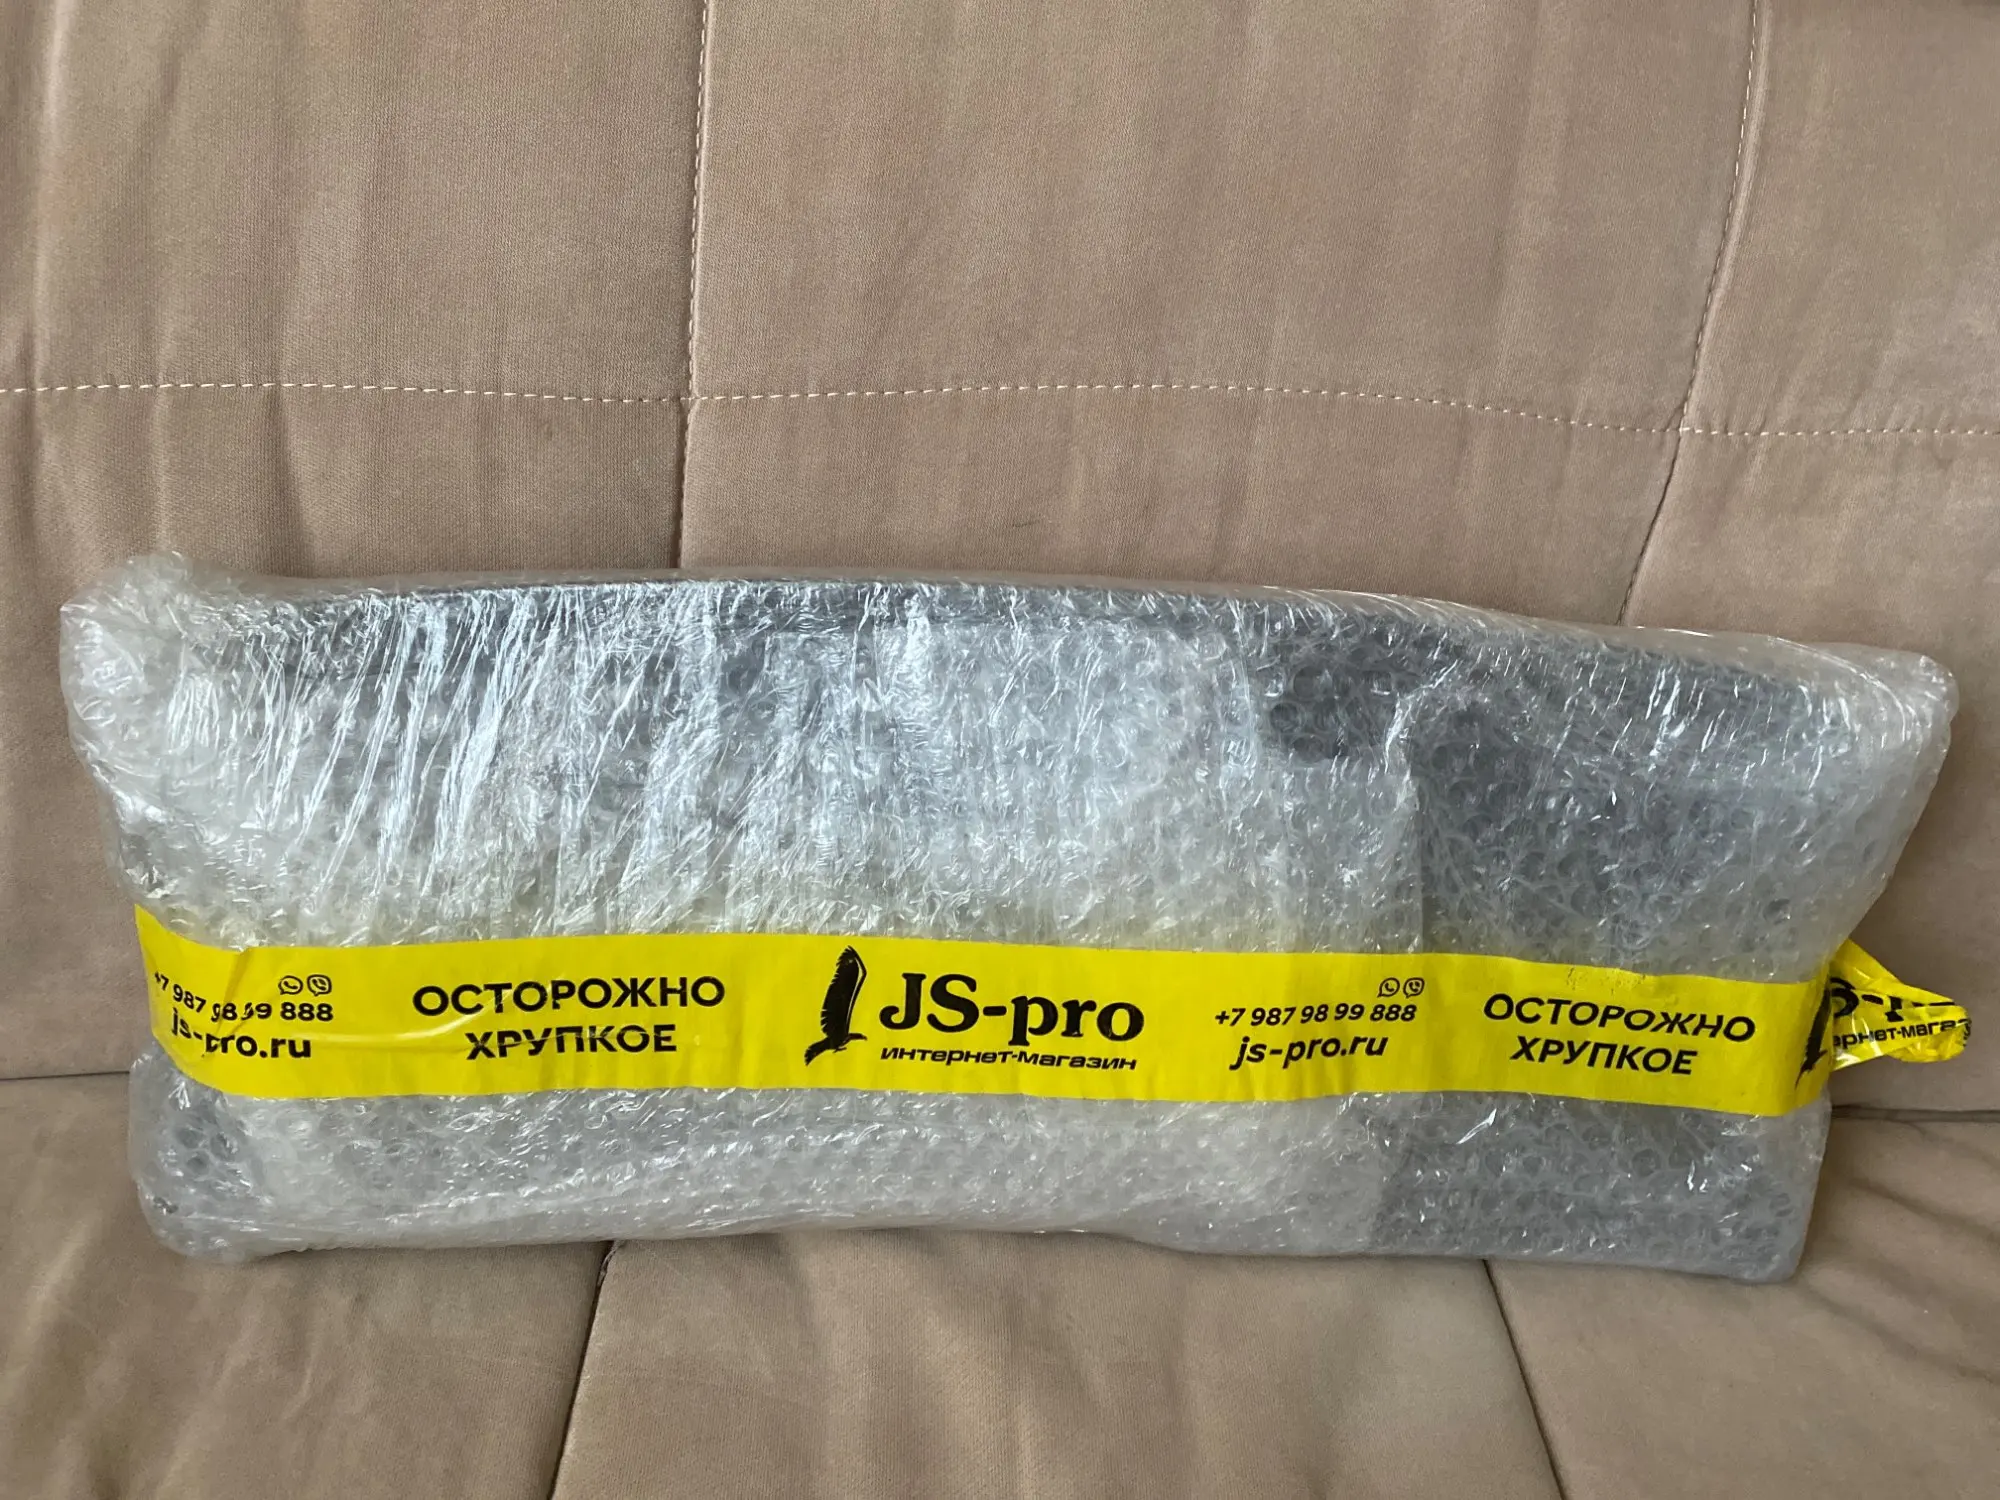 +7 987 98 99 888
js-pro.ru
ОСТОРОЖНО
ХРУПКОЕ
JS-pro
интернет-магазин
+7 987 98 99 888
js-pro.ru
ОСТОРОЖНО
ХРУПКОЕ